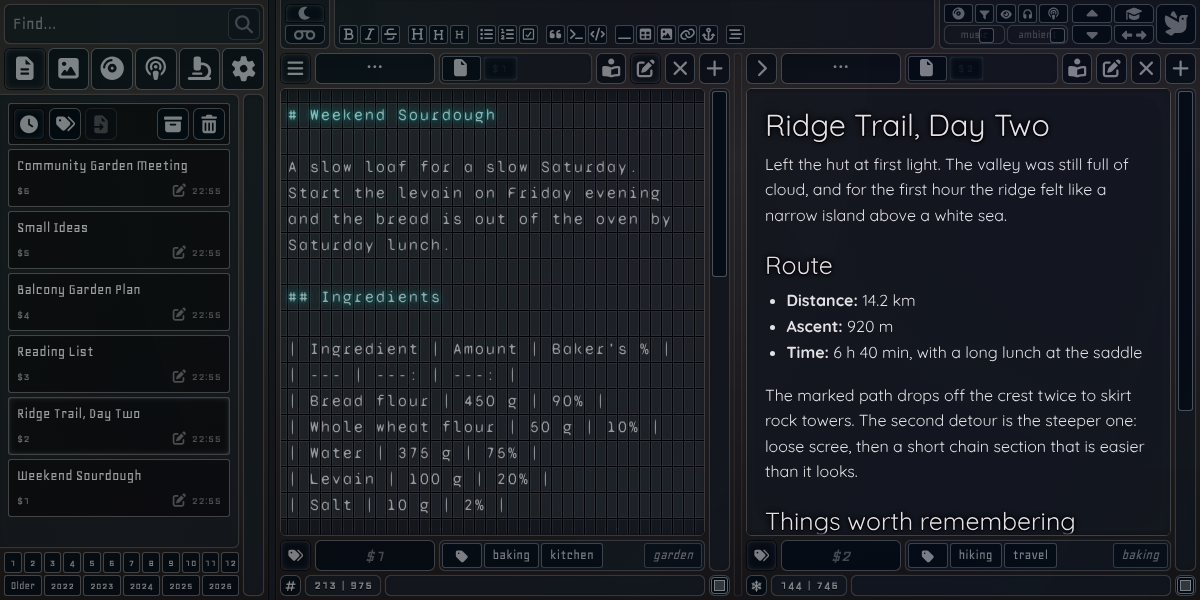 Find...
music
ambien
B I S H H H
...
$1
...
$2
Community Garden Meeting
$6
22:55
Small Ideas
$5
22:55
Balcony Garden Plan
$4
22:55
Reading List
$3
22:55
Ridge Trail, Day Two
$2
22:55
Weekend Sourdough
$1
22:55
1 2 3 4 5 6 7 8 9 10 11 12
Older 2022 2023 2024 2025 2026
# Weekend Sourdough
A slow loaf for a slow Saturday.
Start the levain on Friday evening
and the bread is out of the oven by
Saturday lunch.
## Ingredients
| Ingredient | Amount | Baker's % |
| --- | ---: | ---: |
| Bread flour | 450 g | 90% |
| Whole wheat flour | 50 g | 10% |
| Water | 375 g | 75% |
| Levain | 100 g | 20% |
| Salt | 10 g | 2% |
$1
baking kitchen
garden
# 213 | 975
Ridge Trail, Day Two
Left the hut at first light. The valley was still full of
cloud, and for the first hour the ridge felt like a
narrow island above a white sea.
Route
• Distance: 14.2 km
• Ascent: 920 m
• Time: 6 h 40 min, with a long lunch at the saddle
The marked path drops off the crest twice to skirt
rock towers. The second detour is the steeper one:
loose scree, then a short chain section that is easier
than it looks.
Things worth remembering
$2
hiking travel
baking
144 | 746